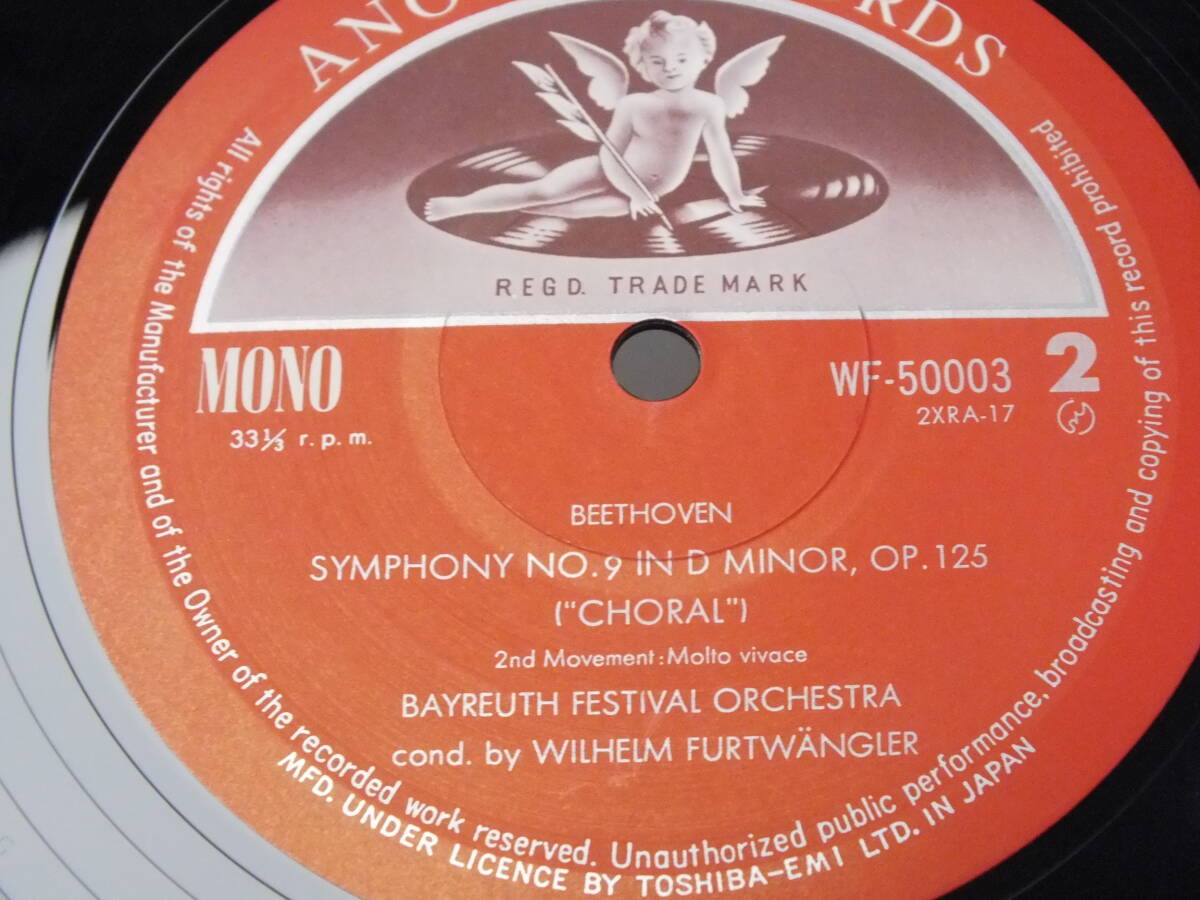 REGD. TRADE MARK
MONO
33⅓ r.p.m.
WF-50003 2
2XRA-17
BEETHOVEN
SYMPHONY NO.9 IN D MINOR, OP.125
("CHORAL")
2nd Movement:Molto vivace
BAYREUTH FESTIVAL ORCHESTRA
cond. by WILHELM FURTWÄNGLER
All rights of the Manufacturer and of the Owner of the recorded work reserved. Unauthorized public performance, broadcasting and copying of this record prohibited
MFD. UNDER LICENCE BY TOSHIBA-EMI LTD. IN JAPAN